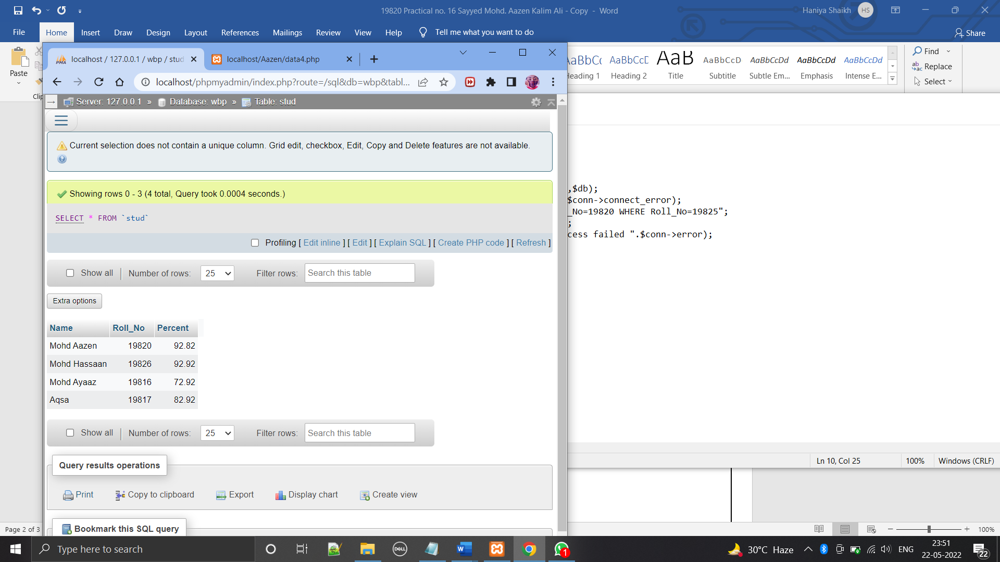 19820 Practical no. 16 Sayyed Mohd. Aazen Kalim Ali - Copy - Word
Haniya Shaikh HS
File Home Insert Draw Design Layout References Mailings Review View Help Tell me what you want to do Share
Paste
Clip
localhost / 127.0.0.1 / wbp / stud
localhost/Aazen/data4.php
localhost/phpmyadmin/index.php?route=/sql&db=wbp&tabl...
AaBbCc AaBbCcD AaB AaBbCcD AaBbCcDd AaBbCcDd AaBbCcDd
Heading 1 Heading 2 Title Subtitle Subtle Em... Emphasis Intense E...
Find
Replace
Select
Server: 127.0.0.1 » Database: wbp » Table: stud
Current selection does not contain a unique column. Grid edit, checkbox, Edit, Copy and Delete features are not available.
Showing rows 0 - 3 (4 total, Query took 0.0004 seconds.)
SELECT * FROM `stud`
Profiling [ Edit inline ] [ Edit ] [ Explain SQL ] [ Create PHP code ] [ Refresh ]
Show all Number of rows: 25 Filter rows: Search this table
Extra options
Name Roll_No Percent
Mohd Aazen 19820 92.82
Mohd Hassaan 19826 92.92
Mohd Ayaaz 19816 72.92
Aqsa 19817 82.92
Show all Number of rows: 25 Filter rows: Search this table
Query results operations
Print Copy to clipboard Export Display chart Create view
Bookmark this SQL query
,$db);
$conn->connect_error);
_No=19820 WHERE Roll_No=19825";
;
cess failed ".$conn->error);
Ln 10, Col 25 100% Windows (CRLF)
Page 2 of 3
100%
Type here to search
DELL
1
30°C Haze
ENG
23:51
22-05-2022
22